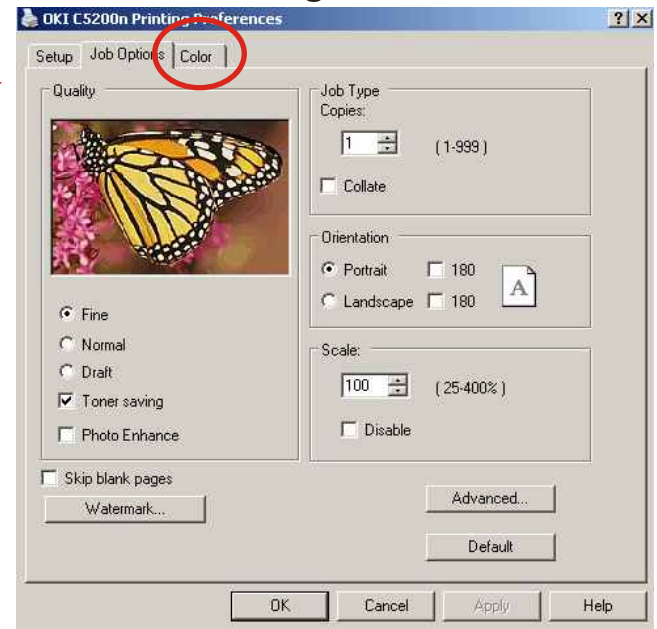 OKI C5200n Printing Preferences
Setup Job Options Color
Quality
Fine
Normal
Draft
Toner saving
Photo Enhance
Skip blank pages
Watermark...
Job Type
Copies:
1 (1-999)
Collate
Orientation
Portrait 180
Landscape 180
A
Scale:
100 (25-400%)
Disable
Advanced...
Default
OK Cancel Apply Help